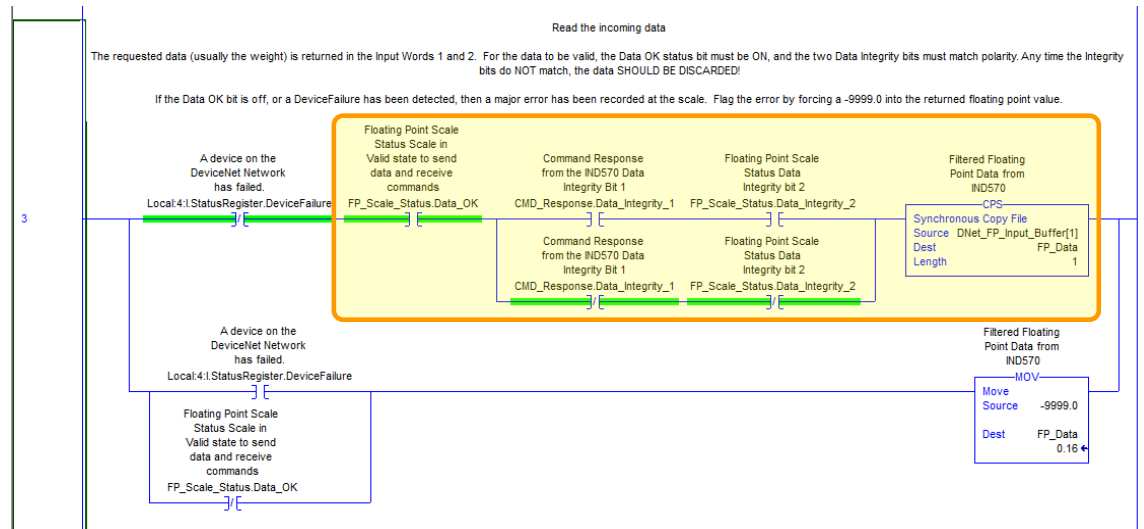 Read the incoming data
The requested data (usually the weight) is returned in the Input Words 1 and 2. For the data to be valid, the Data OK status bit must be ON, and the two Data Integrity bits must match polarity. Any time the Integrity
bits do NOT match, the data SHOULD BE DISCARDED!
If the Data OK bit is off, or a DeviceFailure has been detected, then a major error has been recorded at the scale. Flag the error by forcing a -9999.0 into the returned floating point value.
3
A device on the
DeviceNet Network
has failed.
Local:4:I.StatusRegister.DeviceFailure
Floating Point Scale
Status Scale in
Valid state to send
data and receive
commands
FP_Scale_Status.Data_OK
Command Response
from the IND570 Data
Integrity Bit 1
CMD_Response.Data_Integrity_1
Floating Point Scale
Status Data
Integrity bit 2
FP_Scale_Status.Data_Integrity_2
Filtered Floating
Point Data from
IND570
CPS
Synchronous Copy File
Source DNet_FP_Input_Buffer[1]
Dest FP_Data
Length 1
Command Response
from the IND570 Data
Integrity Bit 1
CMD_Response.Data_Integrity_1
Floating Point Scale
Status Data
Integrity bit 2
FP_Scale_Status.Data_Integrity_2
A device on the
DeviceNet Network
has failed.
Local:4:I.StatusRegister.DeviceFailure
Filtered Floating
Point Data from
IND570
MOV
Move
Source -9999.0
Dest FP_Data
0.16
Floating Point Scale
Status Scale in
Valid state to send
data and receive
commands
FP_Scale_Status.Data_OK